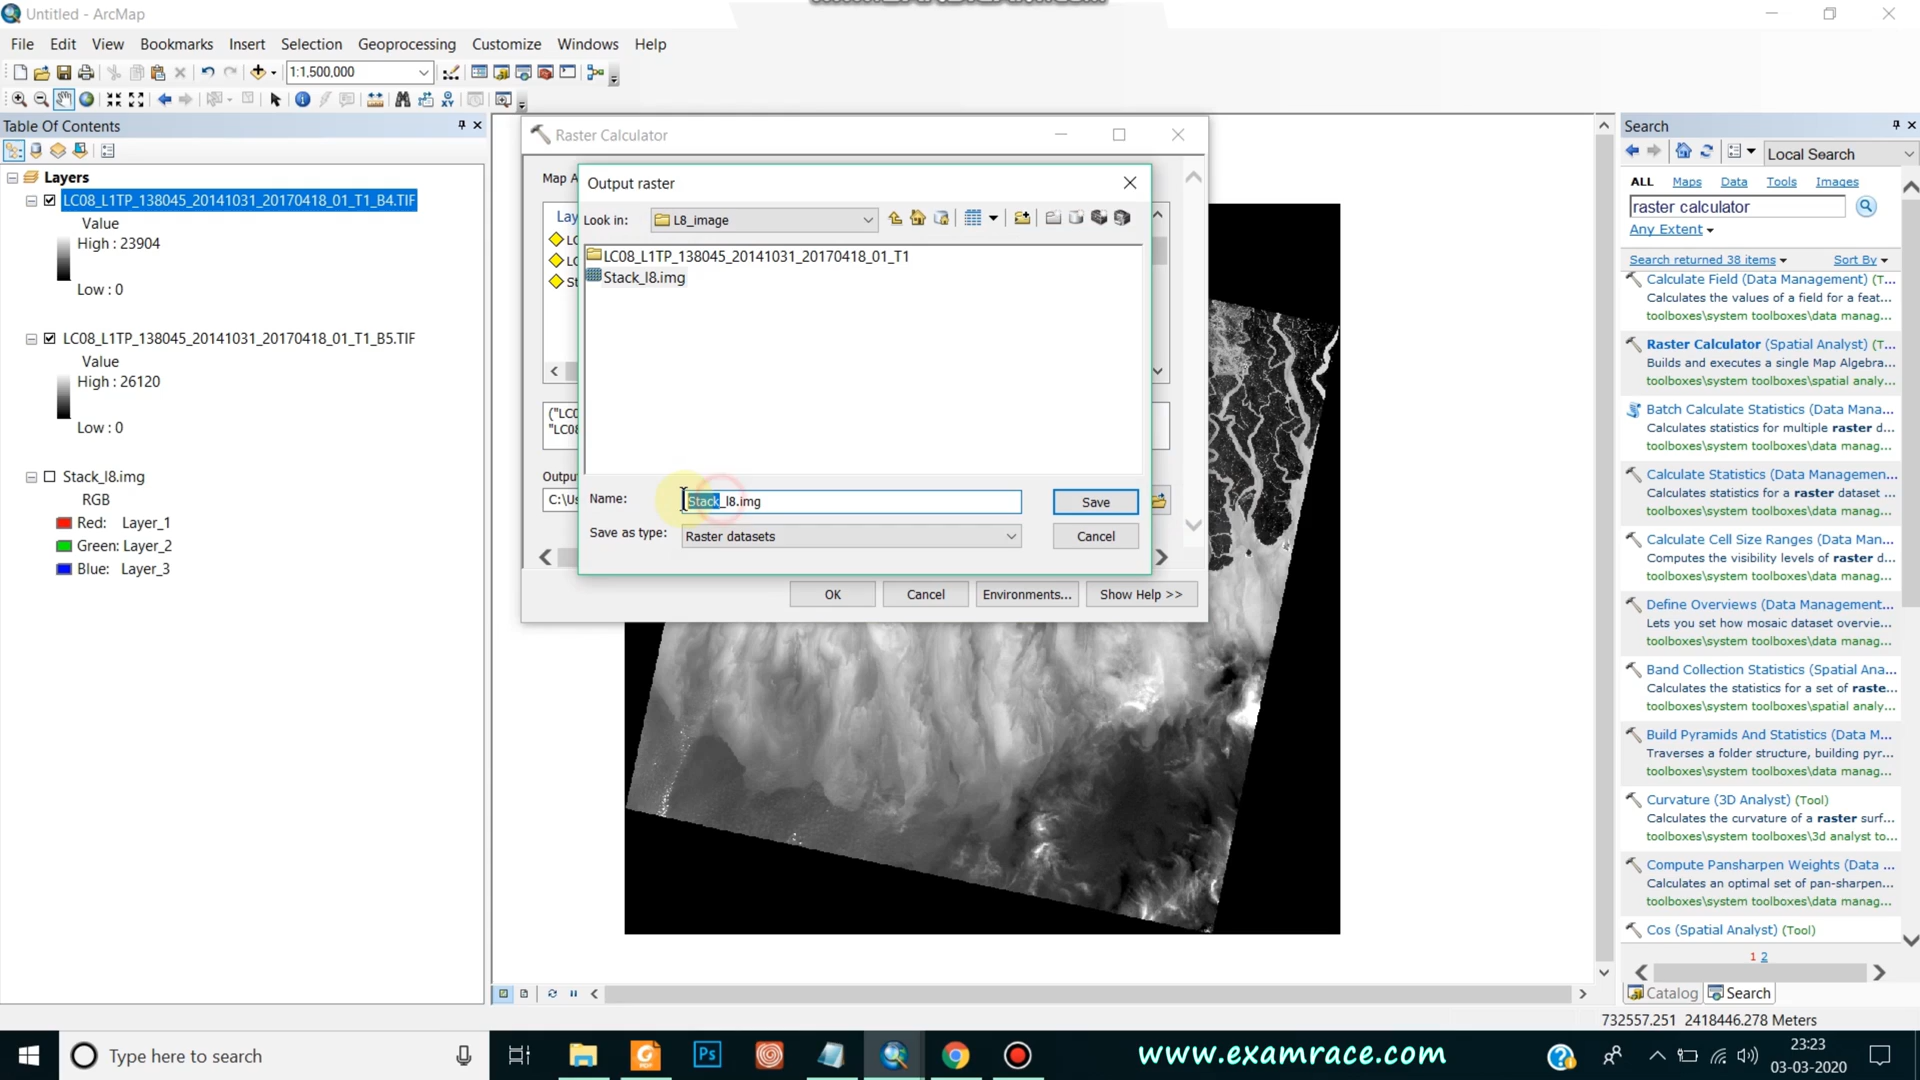 Untitled - ArcMap
File Edit View Bookmarks Insert Selection Geoprocessing Customize Windows Help
1:1,500,000
Table Of Contents
Layers
LC08_L1TP_138045_20141031_20170418_01_T1_B4.TIF
Value
High : 23904
Low : 0
LC08_L1TP_138045_20141031_20170418_01_T1_B5.TIF
Value
High : 26120
Low : 0
Stack_l8.img
RGB
Red: Layer_1
Green: Layer_2
Blue: Layer_3
Raster Calculator
Map A
Lay
LC
LC
St
("LC0
"LC08
Outpu
C:\Us
OK Cancel Environments... Show Help >>
Output raster
Look in: L8_image
LC08_L1TP_138045_20141031_20170418_01_T1
Stack_l8.img
Name: Stack_l8.img Save
Save as type: Raster datasets Cancel
Search
Local Search
ALL Maps Data Tools Images
raster calculator
Any Extent
Search returned 38 items Sort By
Calculate Field (Data Management) (T...
Calculates the values of a field for a feat...
toolboxes\system toolboxes\data manag...
Raster Calculator (Spatial Analyst) (T...
Builds and executes a single Map Algebra...
toolboxes\system toolboxes\spatial analy...
Batch Calculate Statistics (Data Mana...
Calculates statistics for multiple raster d...
toolboxes\system toolboxes\data manag...
Calculate Statistics (Data Managemen...
Calculates statistics for a raster dataset ...
toolboxes\system toolboxes\data manag...
Calculate Cell Size Ranges (Data Man...
Computes the visibility levels of raster d...
toolboxes\system toolboxes\data manag...
Define Overviews (Data Management...
Lets you set how mosaic dataset overvie...
toolboxes\system toolboxes\data manag...
Band Collection Statistics (Spatial Ana...
Calculates the statistics for a set of raste...
toolboxes\system toolboxes\spatial analy...
Build Pyramids And Statistics (Data M...
Traverses a folder structure, building pyr...
toolboxes\system toolboxes\data manag...
Curvature (3D Analyst) (Tool)
Calculates the curvature of a raster surf...
toolboxes\system toolboxes\3d analyst to...
Compute Pansharpen Weights (Data ...
Calculates an optimal set of pan-sharpen...
toolboxes\system toolboxes\data manag...
Cos (Spatial Analyst) (Tool)
1 2
Catalog Search
732557.251 2418446.278 Meters
Type here to search
Ps
www.examrace.com
23:23
03-03-2020